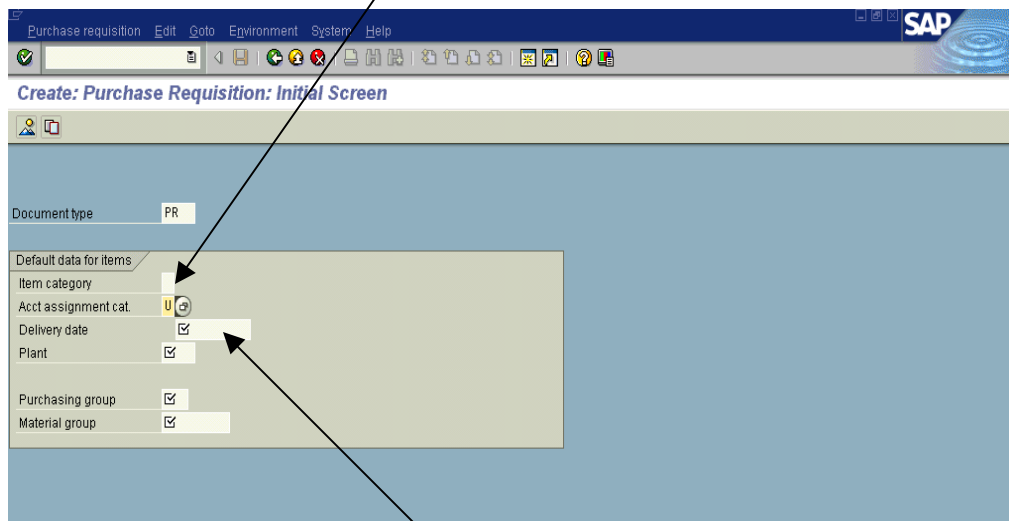 Purchase requisition Edit Goto Environment System Help
SAP
Create: Purchase Requisition: Initial Screen
Document type PR
Default data for items
Item category
Acct assignment cat. U
Delivery date
Plant
Purchasing group
Material group